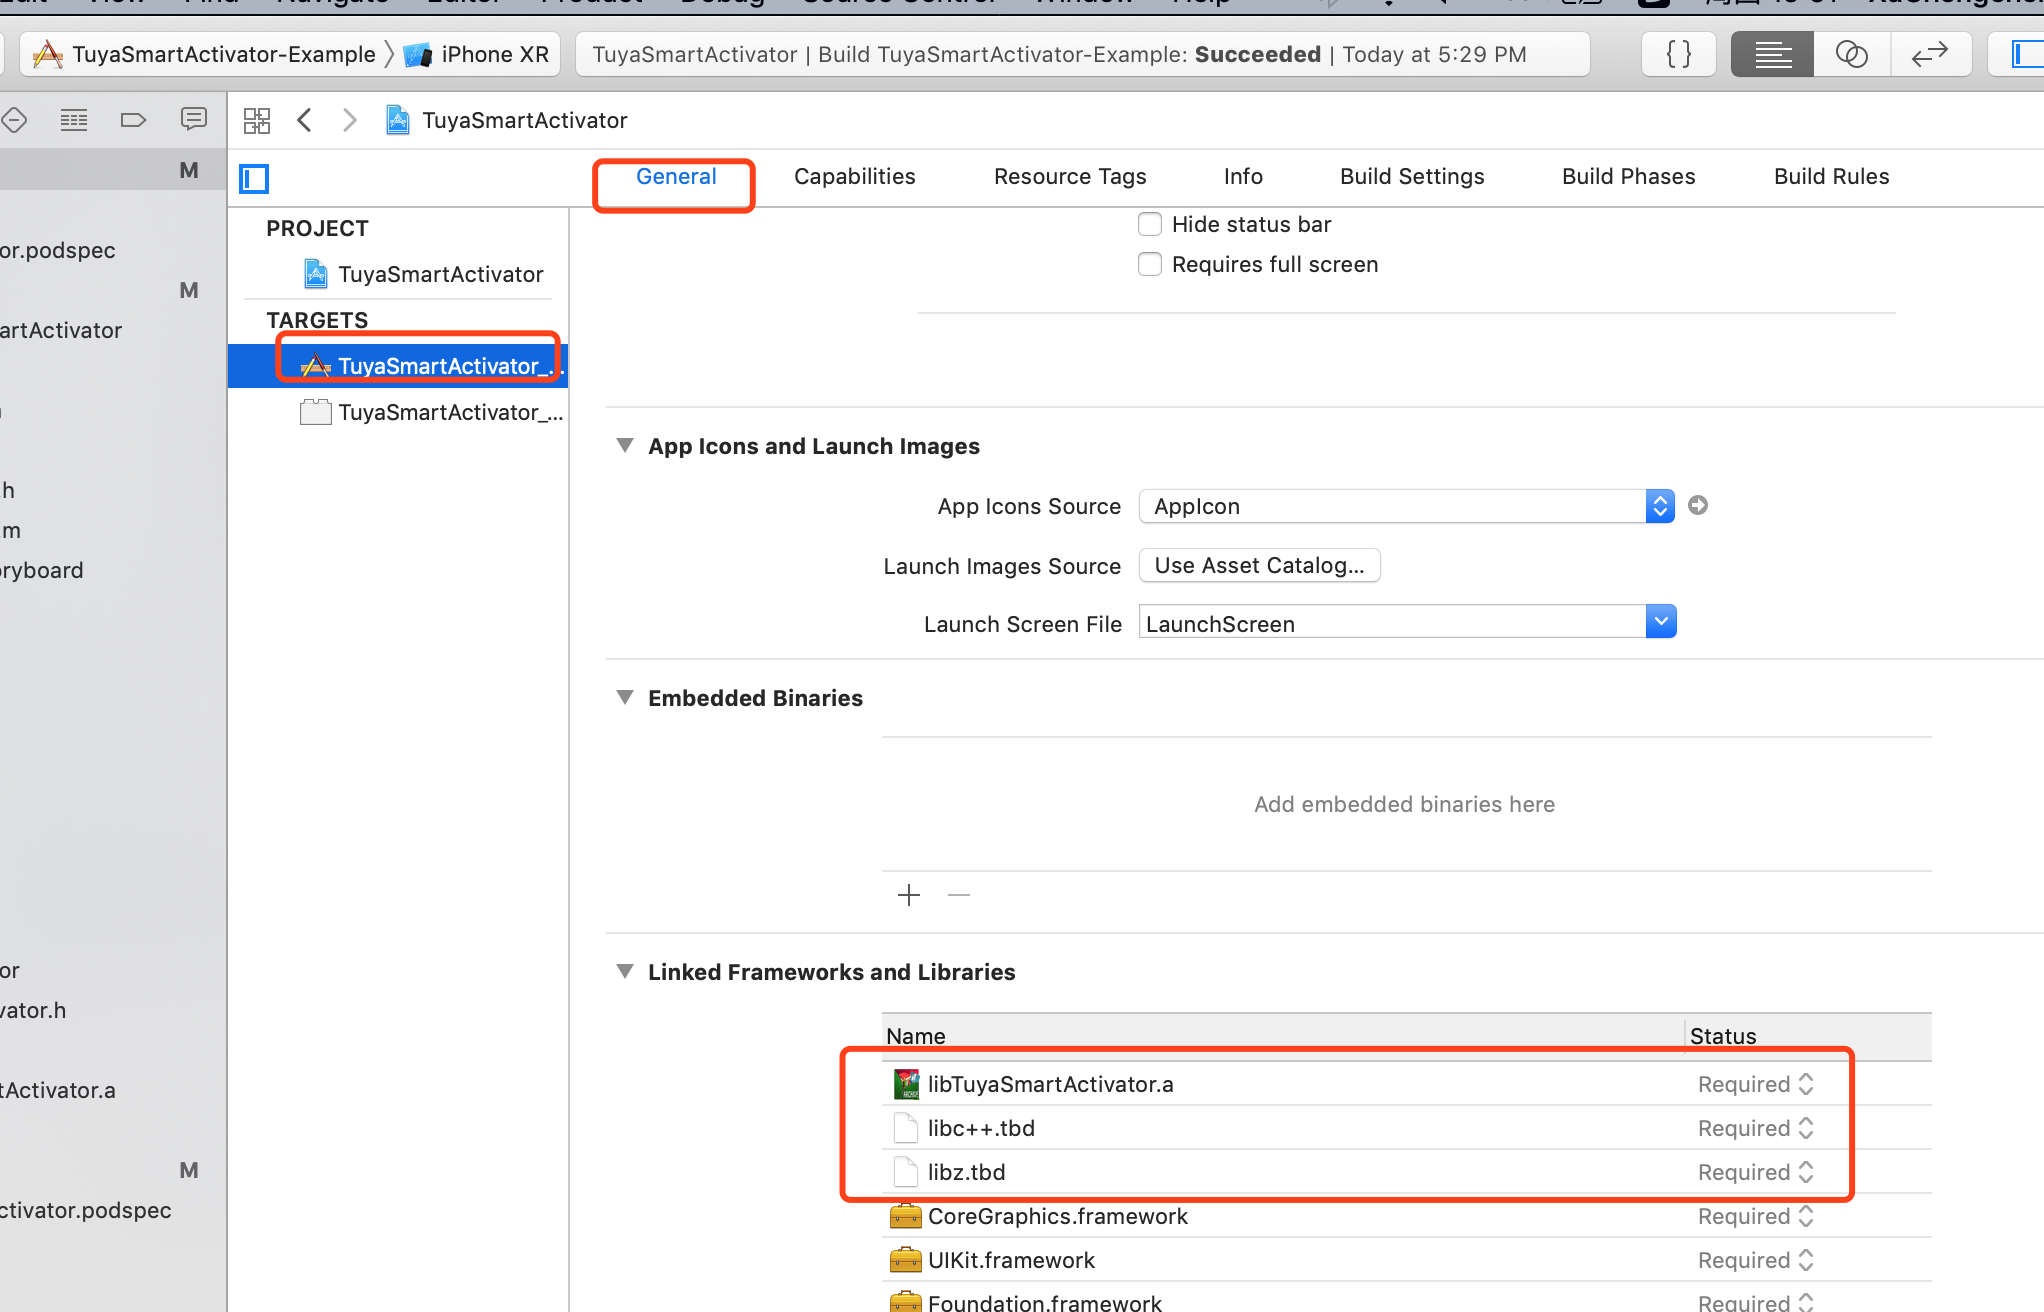 TuyaSmartActivator-Example
iPhone XR
TuyaSmartActivator | Build TuyaSmartActivator-Example: Succeeded | Today at 5:29 PM
{ }
TuyaSmartActivator
M
General
Capabilities
Resource Tags
Info
Build Settings
Build Phases
Build Rules
PROJECT
TuyaSmartActivator
TARGETS
TuyaSmartActivator_...
TuyaSmartActivator_...
or.podspec
M
artActivator
.h
.m
oryboard
or
vator.h
tActivator.a
M
ctivator.podspec
Hide status bar
Requires full screen
App Icons and Launch Images
App Icons Source
AppIcon
Launch Images Source
Use Asset Catalog...
Launch Screen File
LaunchScreen
Embedded Binaries
Add embedded binaries here
Linked Frameworks and Libraries
Name
Status
libTuyaSmartActivator.a
Required
libc++.tbd
Required
libz.tbd
Required
CoreGraphics.framework
Required
UIKit.framework
Required
Foundation.framework
Required